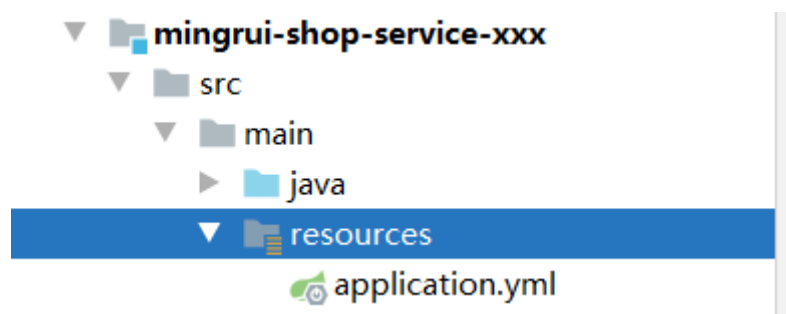 mingrui-shop-service-xxx
src
main
java
resources
application.yml